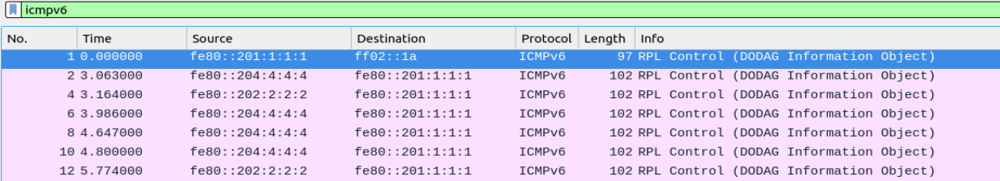 icmpv6
No. Time Source Destination Protocol Length Info
1 0.000000 fe80::201:1:1:1 ff02::1a ICMPv6 97 RPL Control (DODAG Information Object)
2 3.063000 fe80::204:4:4:4 fe80::201:1:1:1 ICMPv6 102 RPL Control (DODAG Information Object)
4 3.164000 fe80::202:2:2:2 fe80::201:1:1:1 ICMPv6 102 RPL Control (DODAG Information Object)
6 3.986000 fe80::204:4:4:4 fe80::201:1:1:1 ICMPv6 102 RPL Control (DODAG Information Object)
8 4.647000 fe80::204:4:4:4 fe80::201:1:1:1 ICMPv6 102 RPL Control (DODAG Information Object)
10 4.800000 fe80::204:4:4:4 fe80::201:1:1:1 ICMPv6 102 RPL Control (DODAG Information Object)
12 5.774000 fe80::202:2:2:2 fe80::201:1:1:1 ICMPv6 102 RPL Control (DODAG Information Object)